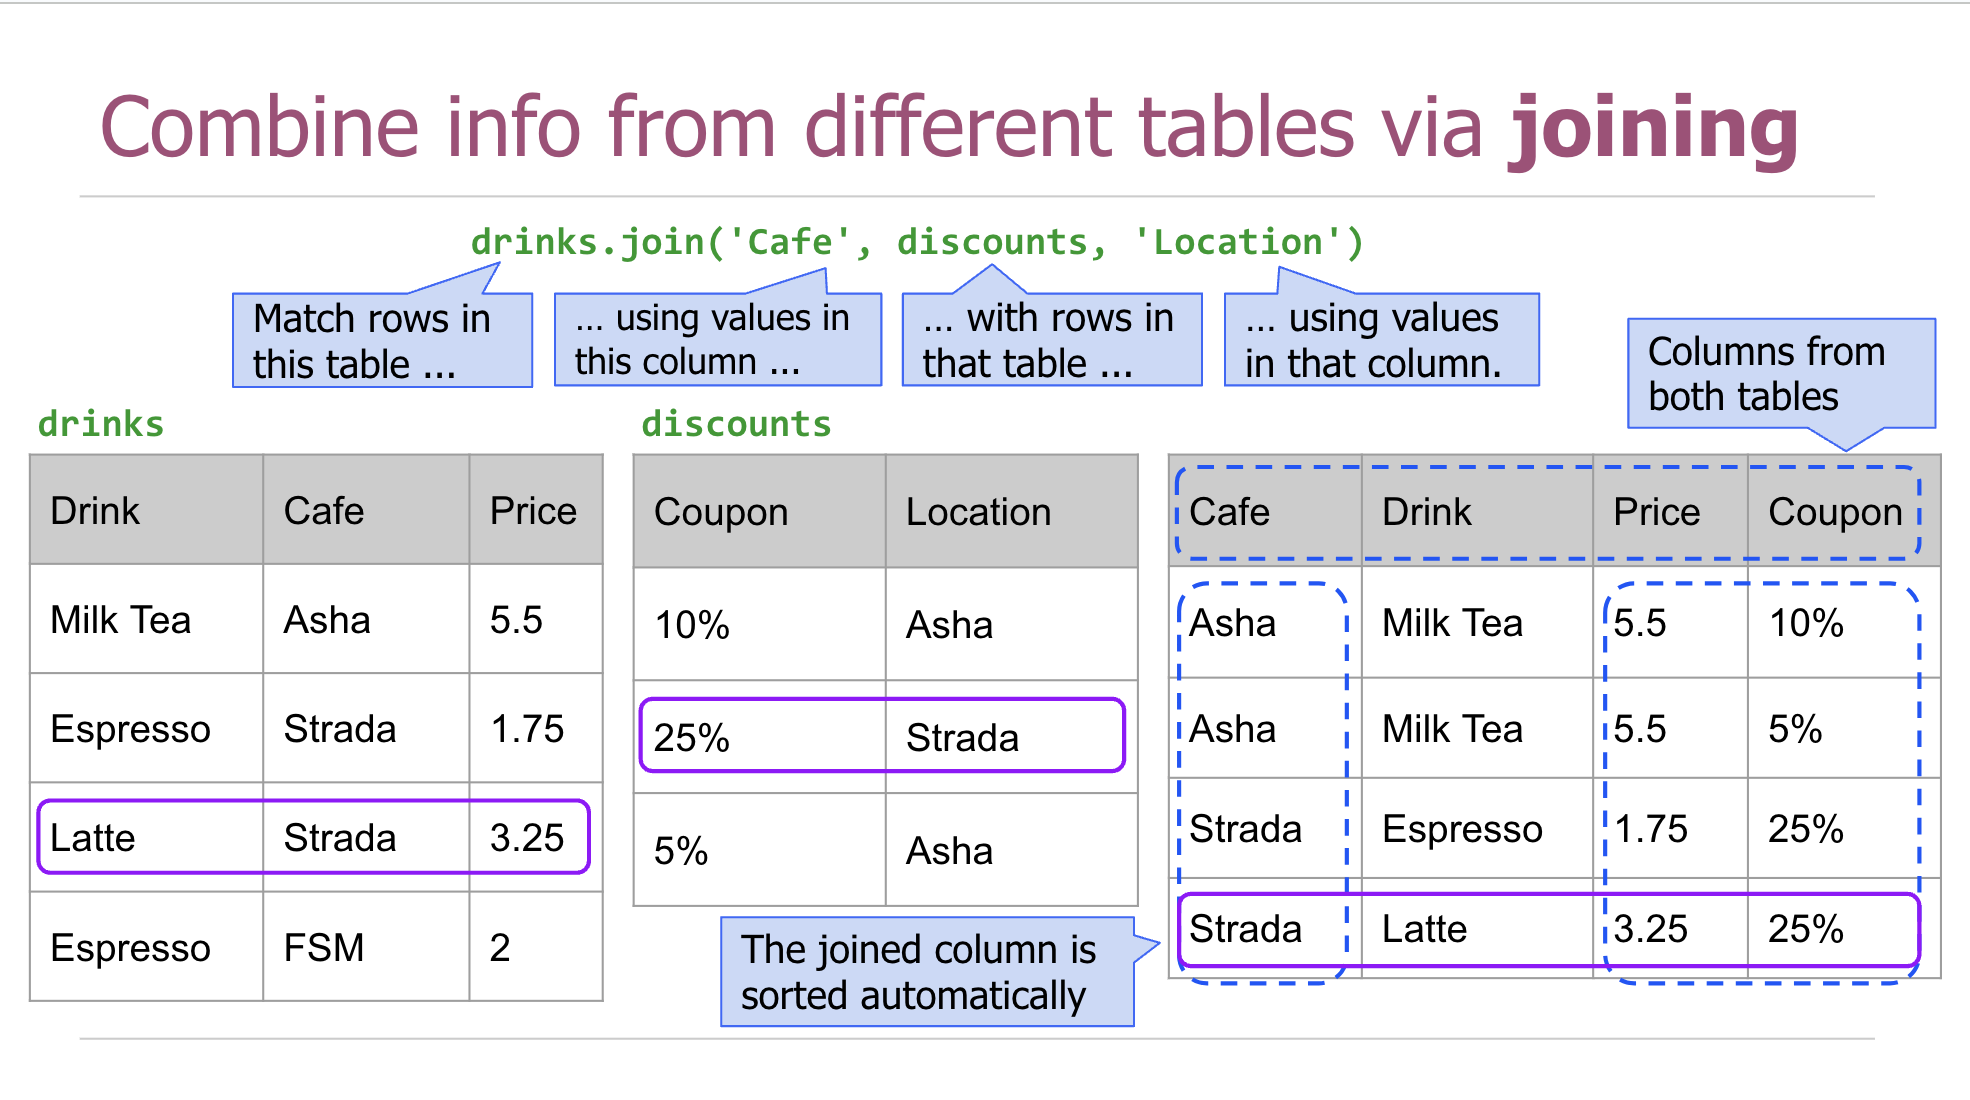 Combine info from different tables via joining
drinks.join('Cafe', discounts, 'Location')
Match rows in
this table ...
... using values in
this column ...
... with rows in
that table ...
... using values
in that column.
Columns from
both tables
drinks
Drink Cafe Price
Milk Tea Asha 5.5
Espresso Strada 1.75
Latte Strada 3.25
Espresso FSM 2
discounts
Coupon Location
10% Asha
25% Strada
5% Asha
Cafe Drink Price Coupon
Asha Milk Tea 5.5 10%
Asha Milk Tea 5.5 5%
Strada Espresso 1.75 25%
Strada Latte 3.25 25%
The joined column is
sorted automatically